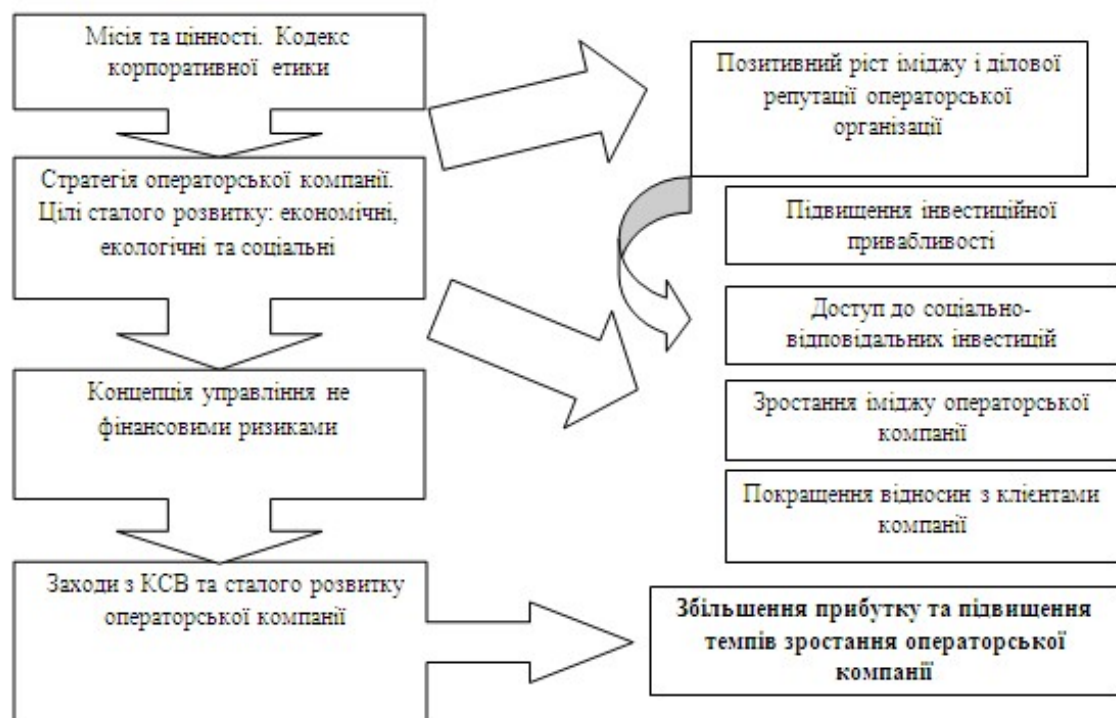 Місія та цінності. Кодекс
корпоративної етики
Стратегія операторської компанії.
Цілі сталого розвитку: економічні,
екологічні та соціальні
Концепція управління не
фінансовими ризиками
Заходи з КСВ та сталого розвитку
операторської компанії
Позитивний ріст іміджу і ділової
репутації операторської
організації
Підвищення інвестиційної
привабливості
Доступ до соціально-
відповідальних інвестицій
Зростання іміджу операторської
компанії
Покращення відносин з клієнтами
компанії
Збільшення прибутку та підвищення
темпів зростання операторської
компанії